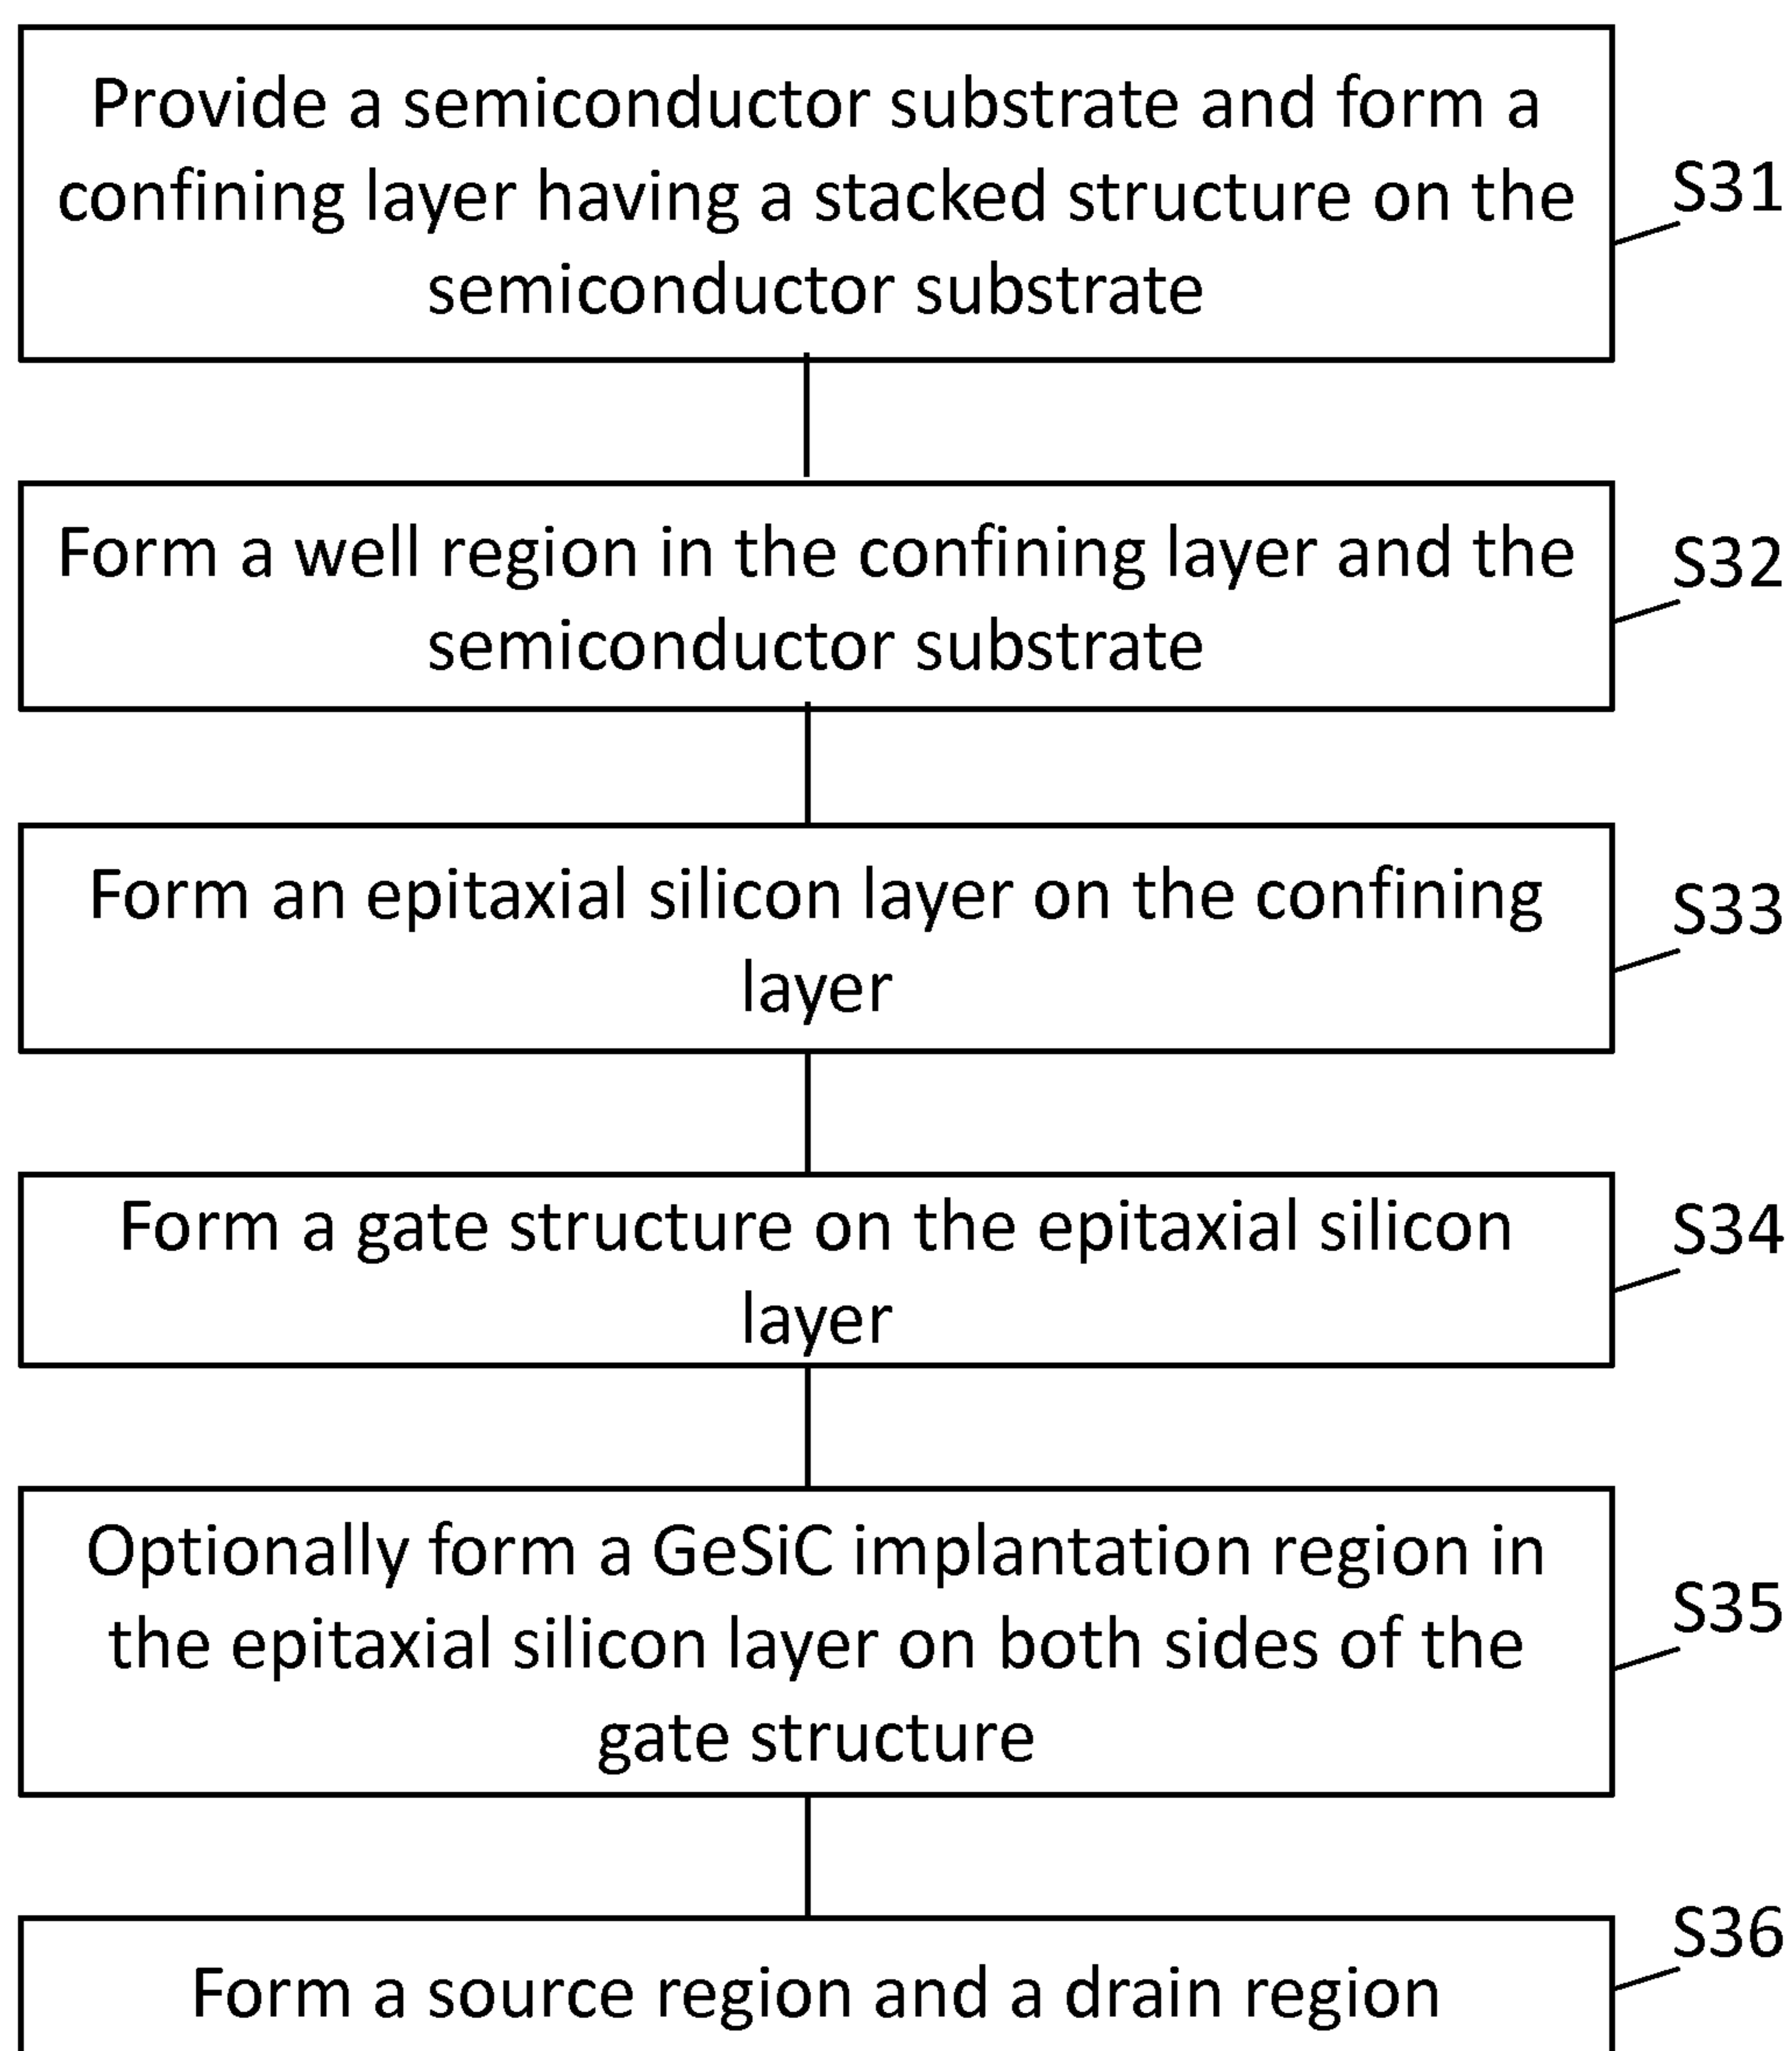 Provide a semiconductor substrate and form a
confining layer having a stacked structure on the
semiconductor substrate
S31
Form a well region in the confining layer and the
semiconductor substrate
S32
Form an epitaxial silicon layer on the confining
layer
S33
Form a gate structure on the epitaxial silicon
layer
S34
Optionally form a GeSiC implantation region in
the epitaxial silicon layer on both sides of the
gate structure
S35
Form a source region and a drain region
S36